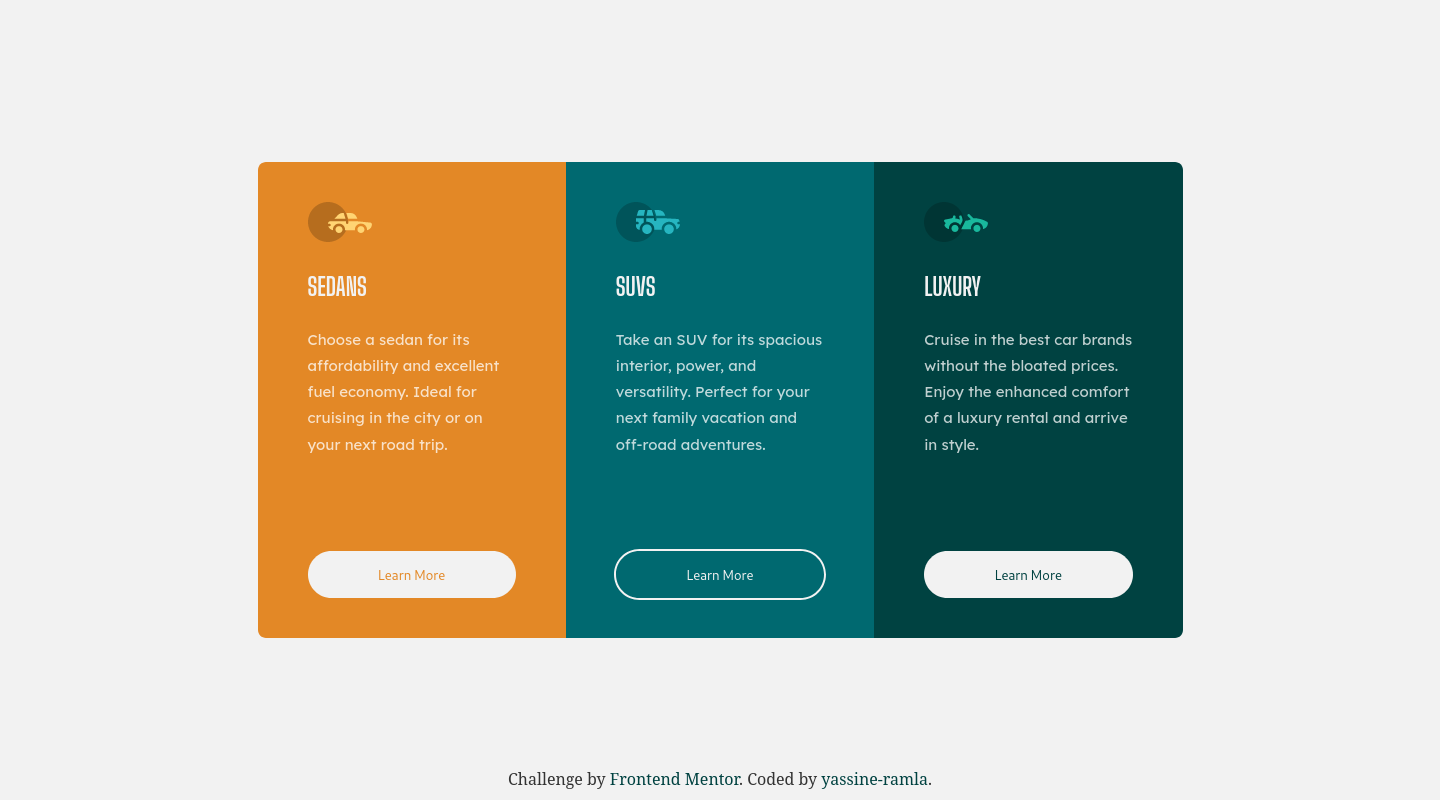 SEDANS
Choose a sedan for its
affordability and excellent
fuel economy. Ideal for
cruising in the city or on
your next road trip.
Learn More
SUVS
Take an SUV for its spacious
interior, power, and
versatility. Perfect for your
next family vacation and
off-road adventures.
Learn More
LUXURY
Cruise in the best car brands
without the bloated prices.
Enjoy the enhanced comfort
of a luxury rental and arrive
in style.
Learn More
Challenge by Frontend Mentor. Coded by yassine-ramla.